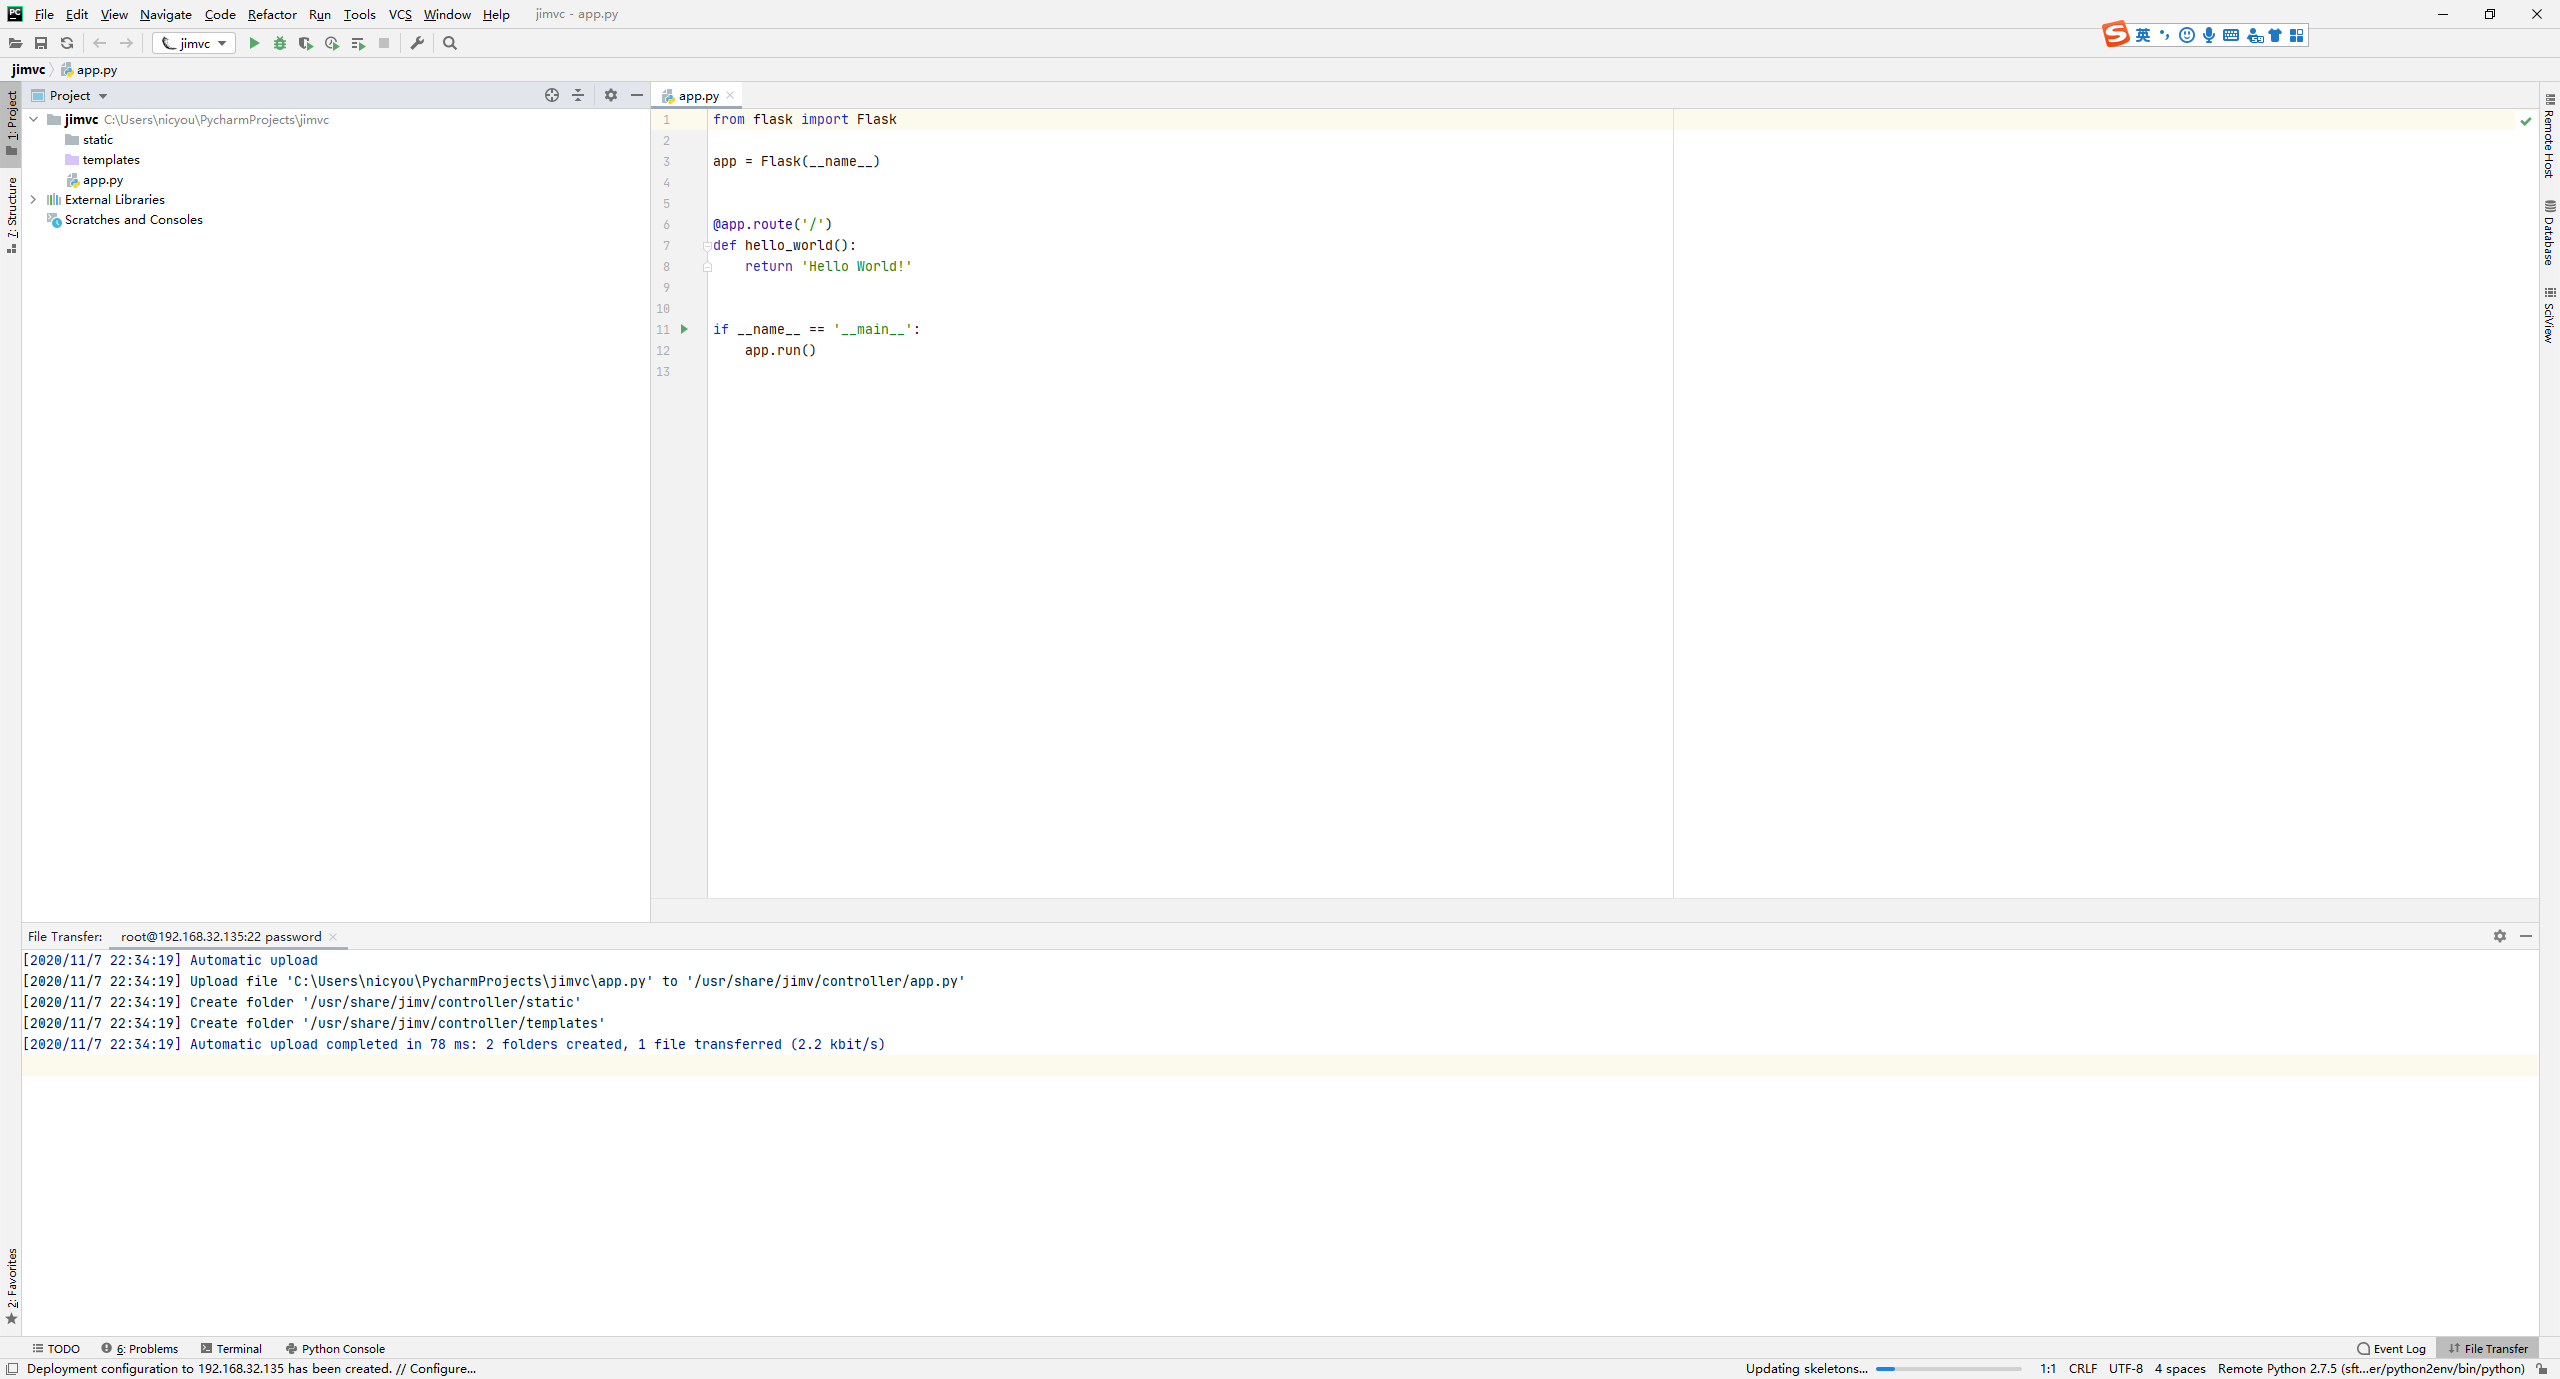 File Edit View Navigate Code Refactor Run Tools VCS Window Help jimvc - app.py
jimvc
英
jimvc app.py
Project
app.py
1: Project
7: Structure
2: Favorites
jimvc C:\Users\nicyou\PycharmProjects\jimvc
static
templates
app.py
External Libraries
Scratches and Consoles
1 from flask import Flask
2
3 app = Flask(__name__)
4
5
6 @app.route('/')
7 def hello_world():
8 return 'Hello World!'
9
10
11 if __name__ == '__main__':
12 app.run()
13
Remote Host
Database
SciView
File Transfer: root@192.168.32.135:22 password
[2020/11/7 22:34:19] Automatic upload
[2020/11/7 22:34:19] Upload file 'C:\Users\nicyou\PycharmProjects\jimvc\app.py' to '/usr/share/jimv/controller/app.py'
[2020/11/7 22:34:19] Create folder '/usr/share/jimv/controller/static'
[2020/11/7 22:34:19] Create folder '/usr/share/jimv/controller/templates'
[2020/11/7 22:34:19] Automatic upload completed in 78 ms: 2 folders created, 1 file transferred (2.2 kbit/s)
TODO 6: Problems Terminal Python Console Event Log File Transfer
Deployment configuration to 192.168.32.135 has been created. // Configure... Updating skeletons... 1:1 CRLF UTF-8 4 spaces Remote Python 2.7.5 (sft...er/python2env/bin/python)